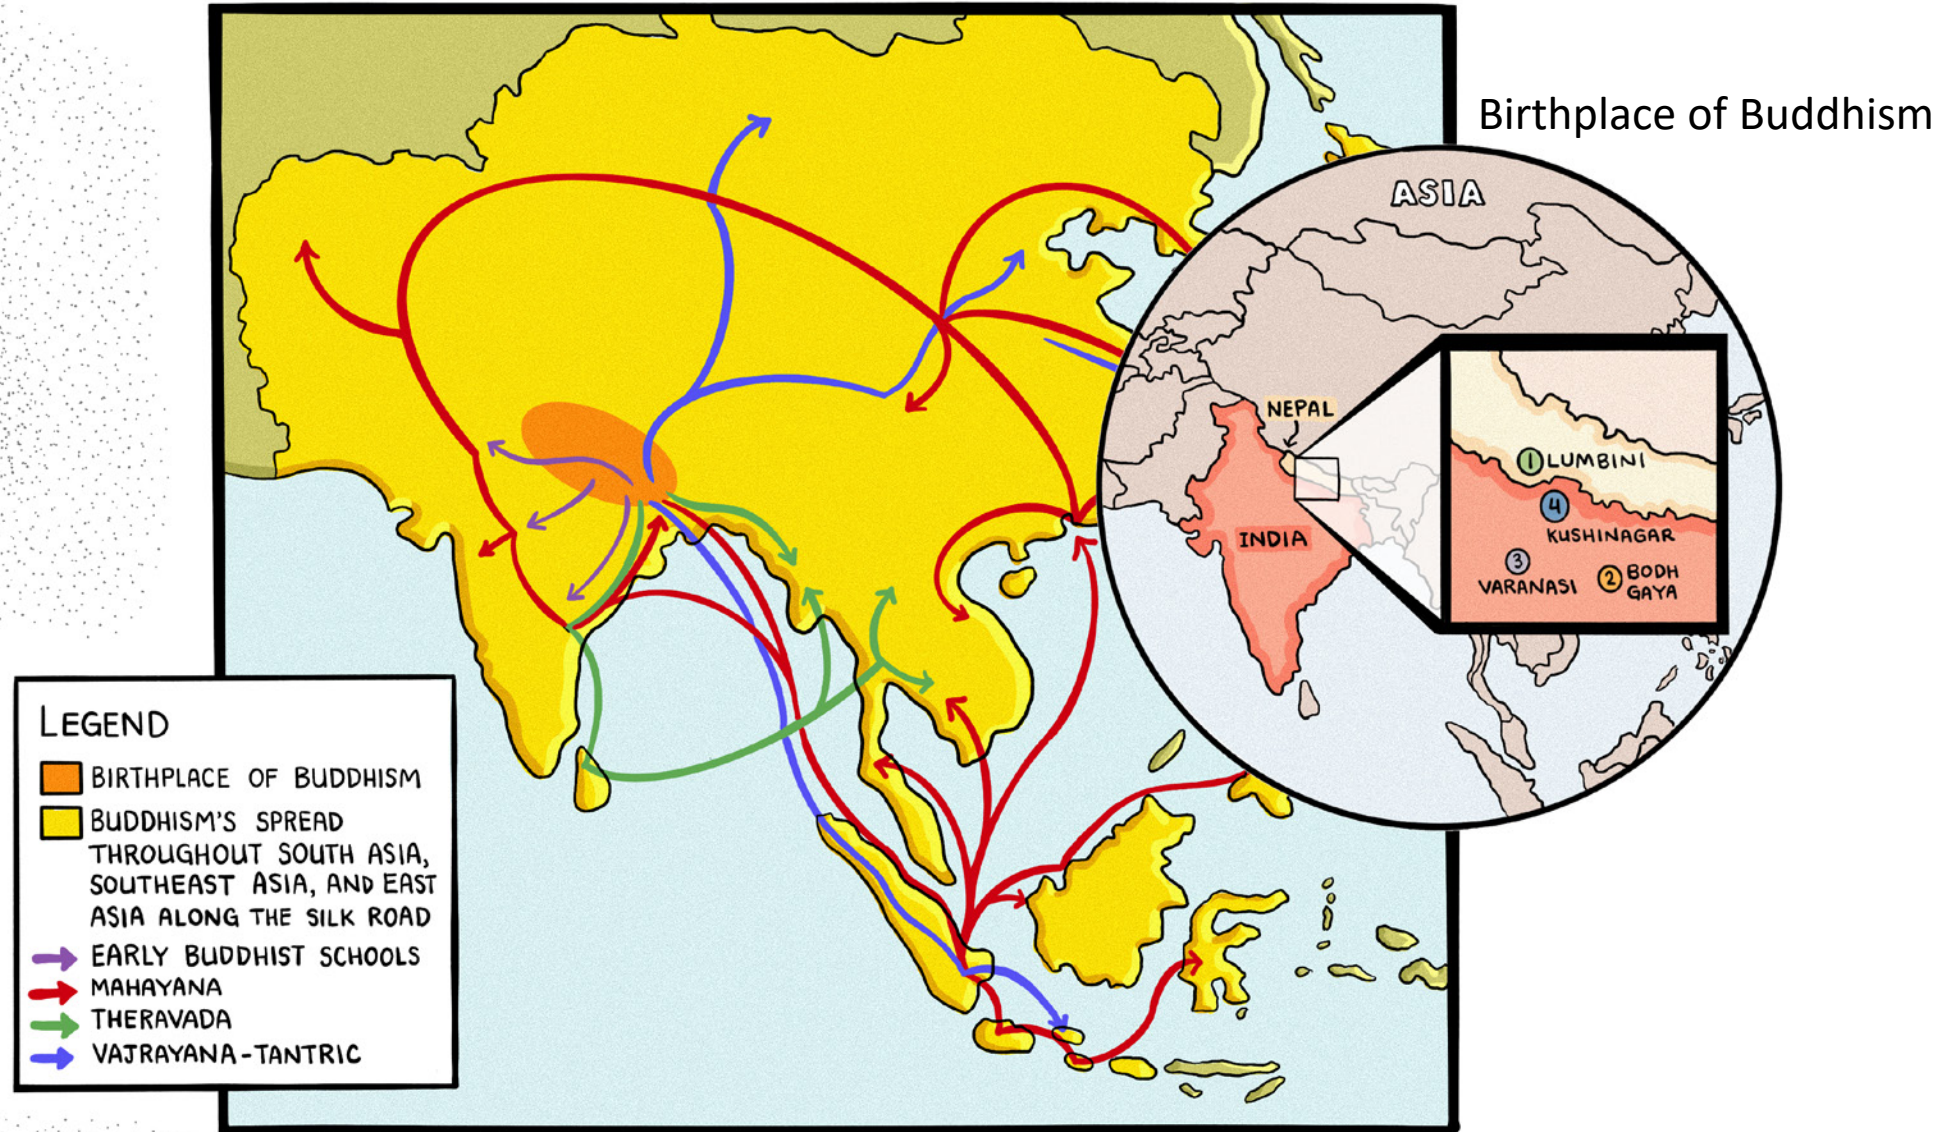 Birthplace of Buddhism
ASIA
NEPAL
INDIA
1 LUMBINI
4
KUSHINAGAR
3
VARANASI
2 BODH
GAYA
LEGEND
BIRTHPLACE OF BUDDHISM
BUDDHISM'S SPREAD
THROUGHOUT SOUTH ASIA,
SOUTHEAST ASIA, AND EAST
ASIA ALONG THE SILK ROAD
EARLY BUDDHIST SCHOOLS
MAHAYANA
THERAVADA
VAJRAYANA-TANTRIC